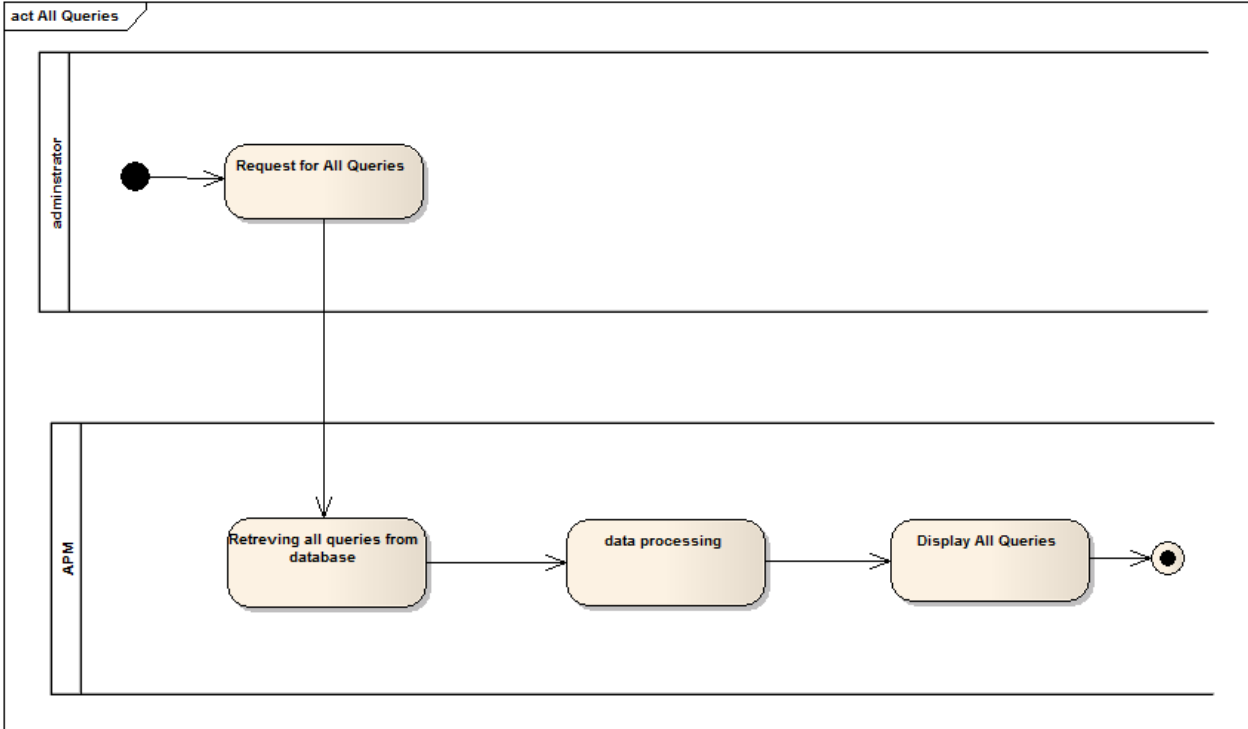 act All Queries
adminstrator
Request for All Queries
APM
Retreving all queries from
database
data processing
Display All Queries